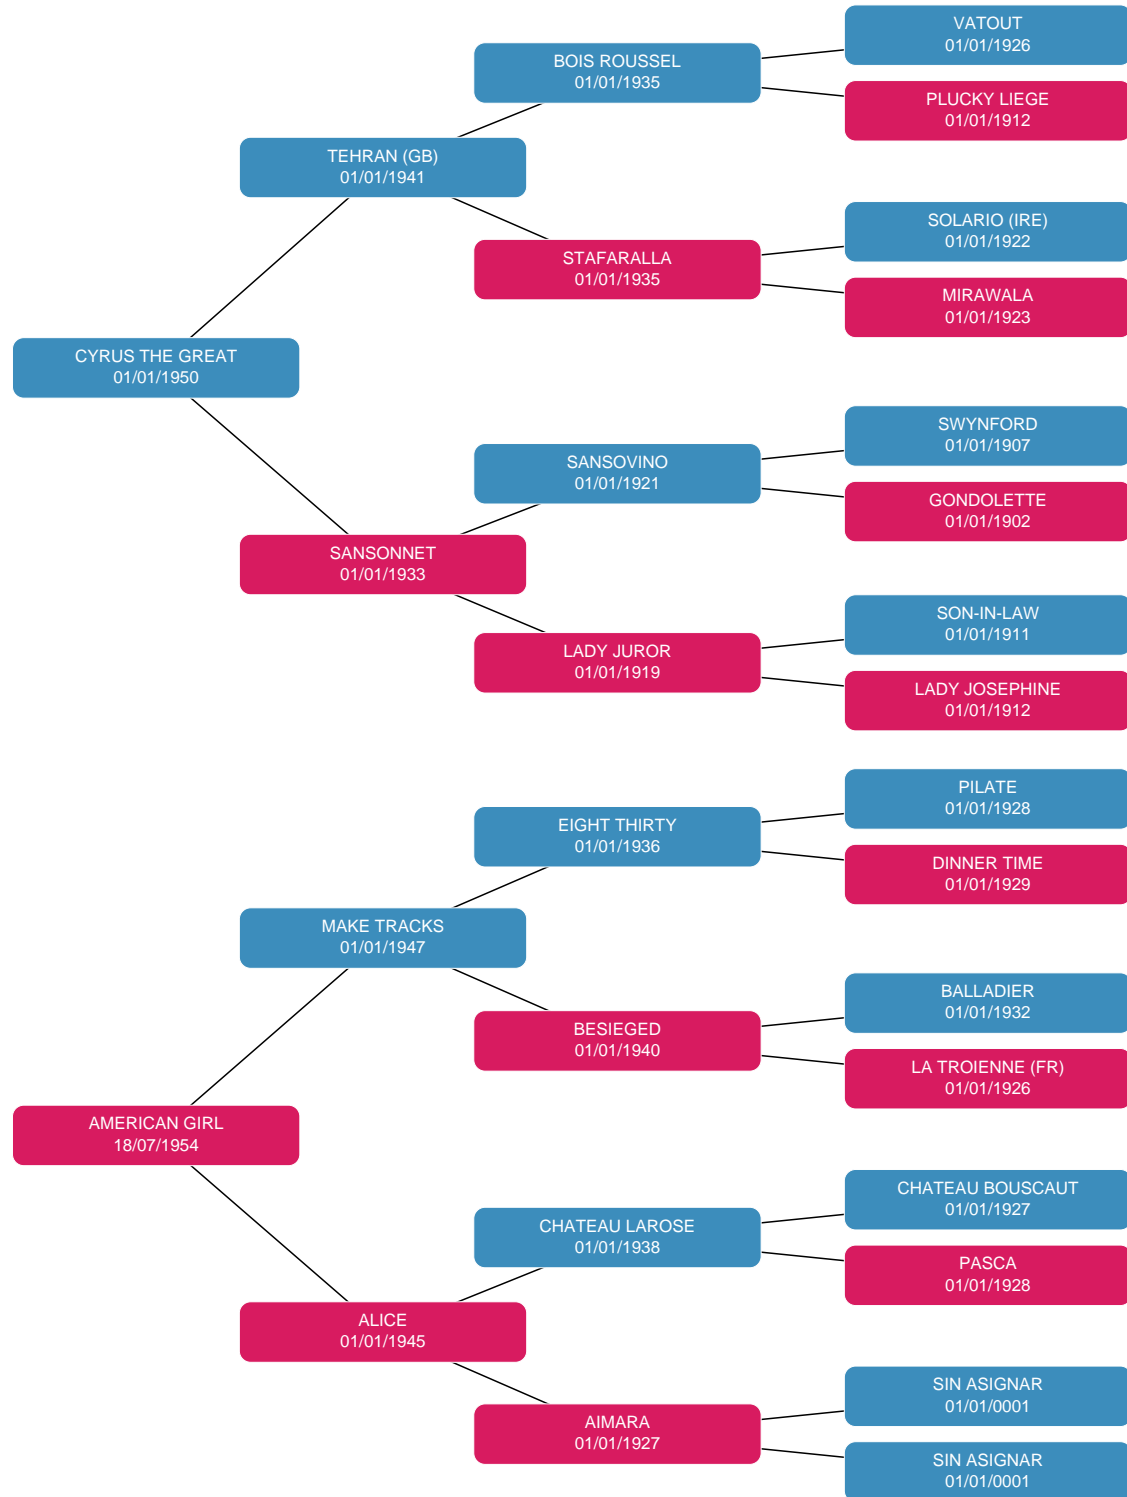 VATOUT
01/01/1926
BOIS ROUSSEL
01/01/1935
PLUCKY LIEGE
01/01/1912
TEHRAN (GB)
01/01/1941
SOLARIO (IRE)
01/01/1922
STAFARALLA
01/01/1935
MIRAWALA
01/01/1923
CYRUS THE GREAT
01/01/1950
SWYNFORD
01/01/1907
SANSOVINO
01/01/1921
GONDOLETTE
01/01/1902
SANSONNET
01/01/1933
SON-IN-LAW
01/01/1911
LADY JUROR
01/01/1919
LADY JOSEPHINE
01/01/1912
PILATE
01/01/1928
EIGHT THIRTY
01/01/1936
DINNER TIME
01/01/1929
MAKE TRACKS
01/01/1947
BALLADIER
01/01/1932
BESIEGED
01/01/1940
LA TROIENNE (FR)
01/01/1926
AMERICAN GIRL
18/07/1954
CHATEAU BOUSCAUT
01/01/1927
CHATEAU LAROSE
01/01/1938
PASCA
01/01/1928
ALICE
01/01/1945
SIN ASIGNAR
01/01/0001
AIMARA
01/01/1927
SIN ASIGNAR
01/01/0001